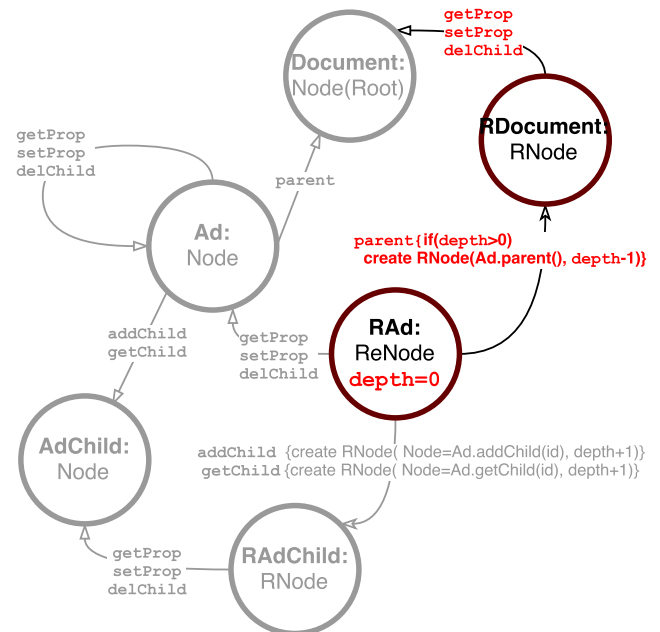 getProp
setProp
delChild
Document:
Node(Root)
RDocument:
RNode
getProp
setProp
delChild
parent
Ad:
Node
parent{if(depth>0)
create RNode(Ad.parent(), depth-1)}
RAd:
ReNode
depth=0
getProp
setProp
delChild
addChild
getChild
AdChild:
Node
addChild {create RNode( Node=Ad.addChild(id), depth+1)}
getChild {create RNode( Node=Ad.getChild(id), depth+1)}
getProp
setProp
delChild
RAdChild:
RNode